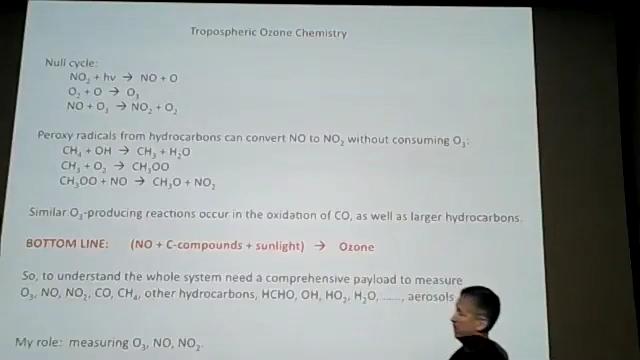 Tropospheric Ozone Chemistry
Null cycle:
NO₂ + hν → NO + O
O₂ + O → O₃
NO + O₃ → NO₂ + O₂
Peroxy radicals from hydrocarbons can convert NO to NO₂ without consuming O₃:
CH₄ + OH → CH₃ + H₂O
CH₃ + O₂ → CH₃OO
CH₃OO + NO → CH₃O + NO₂
Similar O₃-producing reactions occur in the oxidation of CO, as well as larger hydrocarbons.
BOTTOM LINE: (NO + C-compounds + sunlight) → Ozone
So, to understand the whole system need a comprehensive payload to measure
O₃, NO, NO₂, CO, CH₄, other hydrocarbons, HCHO, OH, HO₂, H₂O, ......, aerosols
My role: measuring O₃, NO, NO₂.